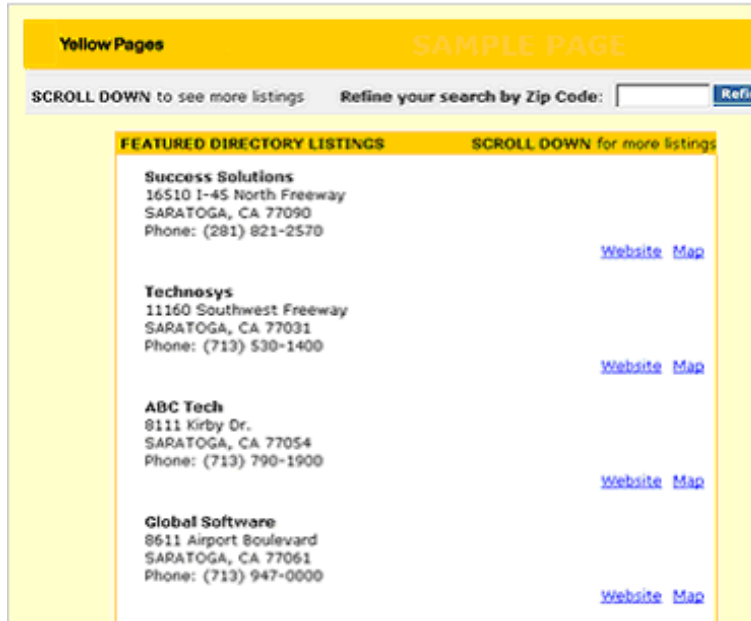 Yellow Pages SAMPLE PAGE
SCROLL DOWN to see more listings Refine your search by Zip Code:
FEATURED DIRECTORY LISTINGS SCROLL DOWN for more listings
Success Solutions
16510 I-45 North Freeway
SARATOGA, CA 77090
Phone: (281) 821-2570
Website Map
Technosys
11160 Southwest Freeway
SARATOGA, CA 77031
Phone: (713) 530-1400
Website Map
ABC Tech
8111 Kirby Dr.
SARATOGA, CA 77054
Phone: (713) 790-1900
Website Map
Global Software
8611 Airport Boulevard
SARATOGA, CA 77061
Phone: (713) 947-0000
Website Map